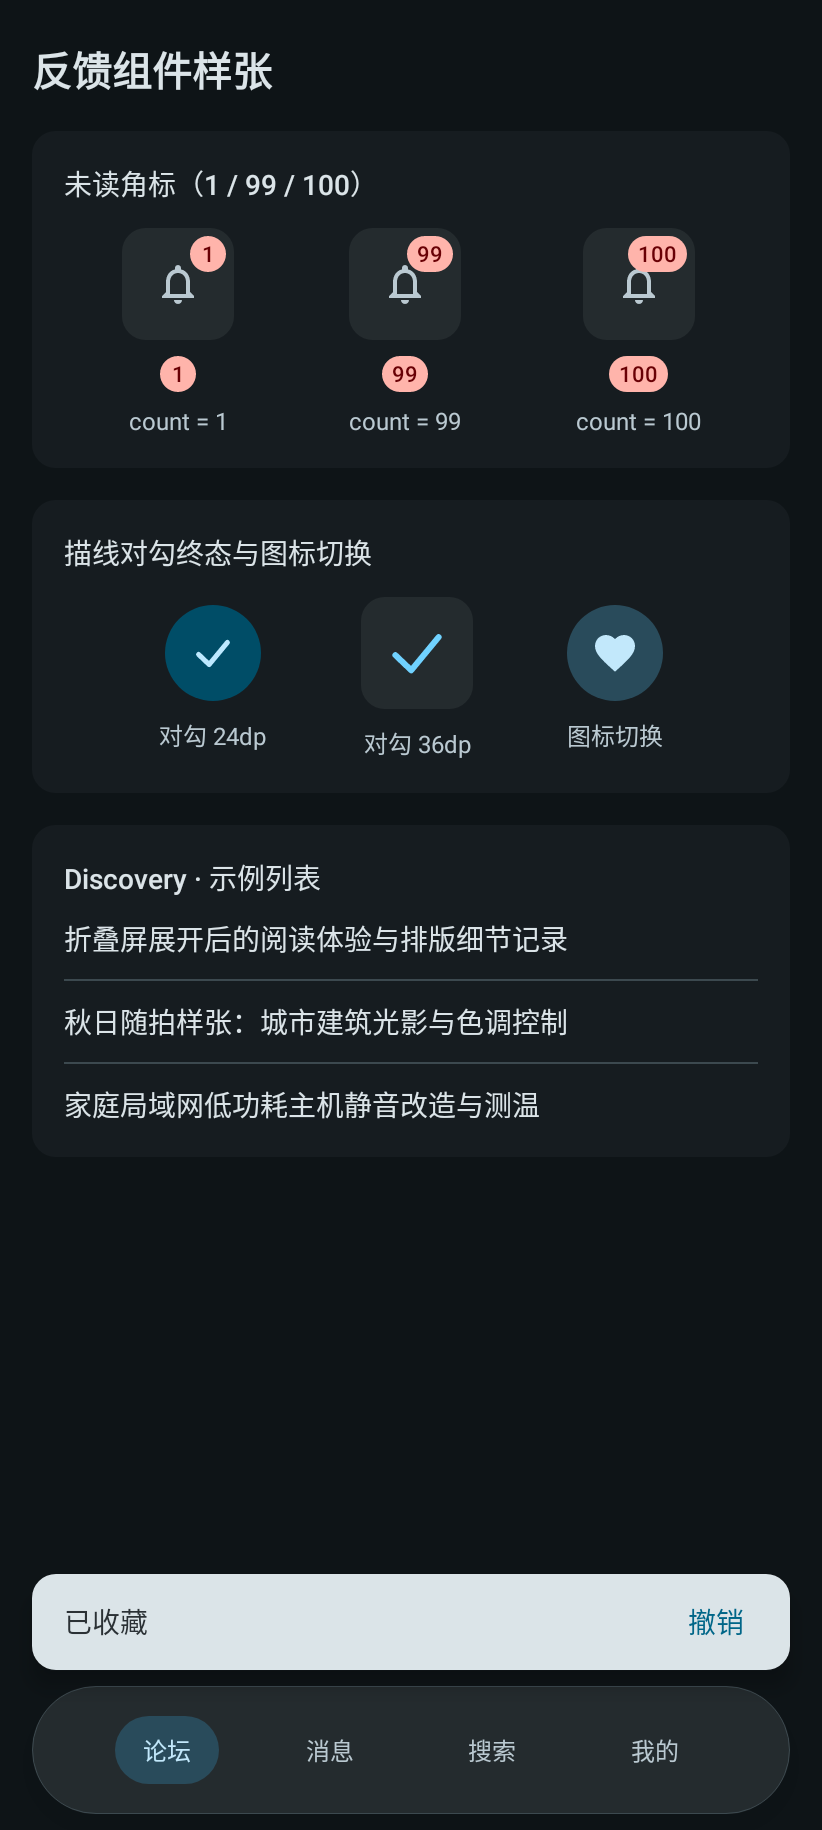 反馈组件样张
未读角标（1 / 99 / 100）
1 99 100
1 99 100
count = 1 count = 99 count = 100
描线对勾终态与图标切换
对勾 24dp 对勾 36dp 图标切换
Discovery · 示例列表
折叠屏展开后的阅读体验与排版细节记录
秋日随拍样张：城市建筑光影与色调控制
家庭局域网低功耗主机静音改造与测温
已收藏 撤销
论坛 消息 搜索 我的